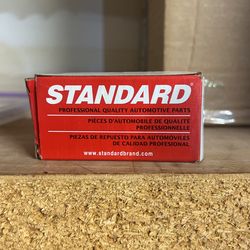 STANDARD
PROFESSIONAL QUALITY AUTOMOTIVE PARTS
PIÈCES D'AUTOMOBILE DE QUALITÉ
PROFESSIONNELLE
PIEZAS DE REPUESTO PARA AUTOMÓVILES
DE CALIDAD PROFESIONAL
www.standardbrand.com